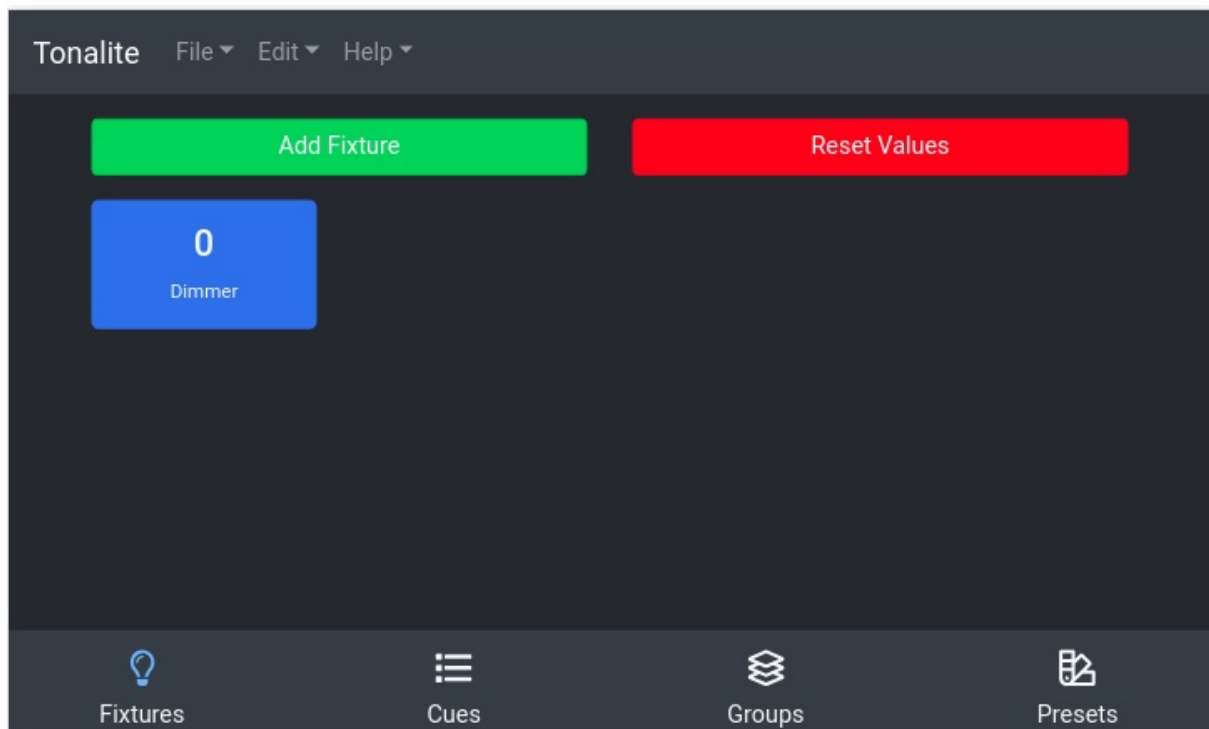 Tonalite File Edit Help
Add Fixture Reset Values
0
Dimmer
Fixtures Cues Groups Presets